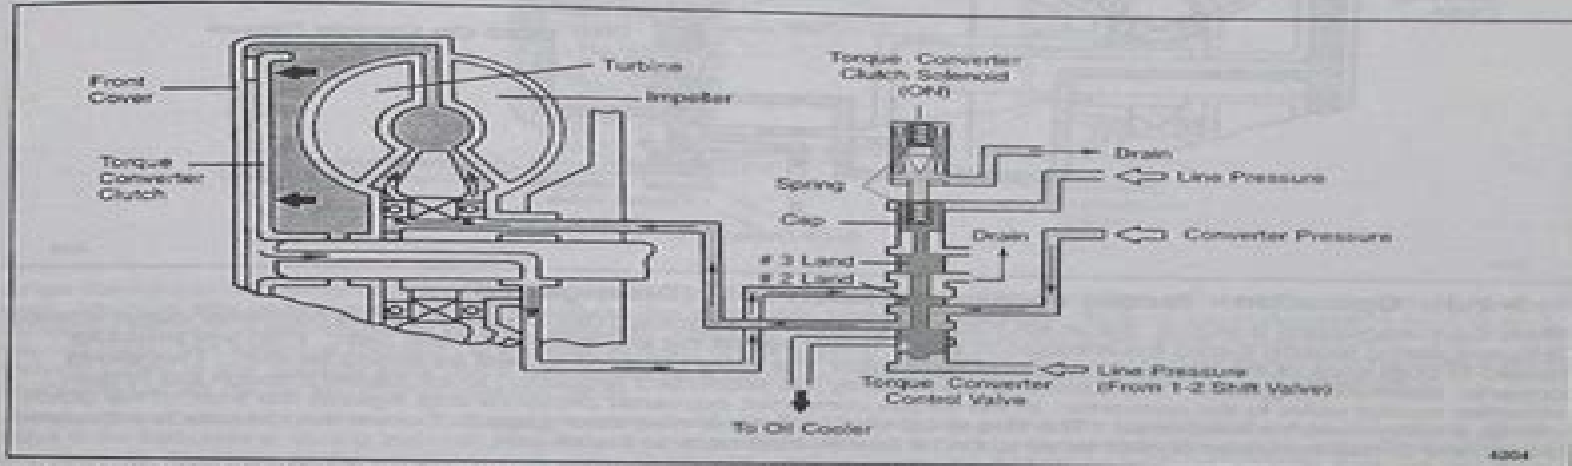 Front
Cover
Torque
Converter
Clutch
Turbine
Impeller
Torque Converter
Clutch Solenoid
(ON)
Drain
Line Pressure
Spring
Cap
Drain
Converter Pressure
# 3 Land
# 2 Land
Line Pressure
(From 1-2 Shift Valve)
Torque Converter
Control Valve
To Oil Cooler